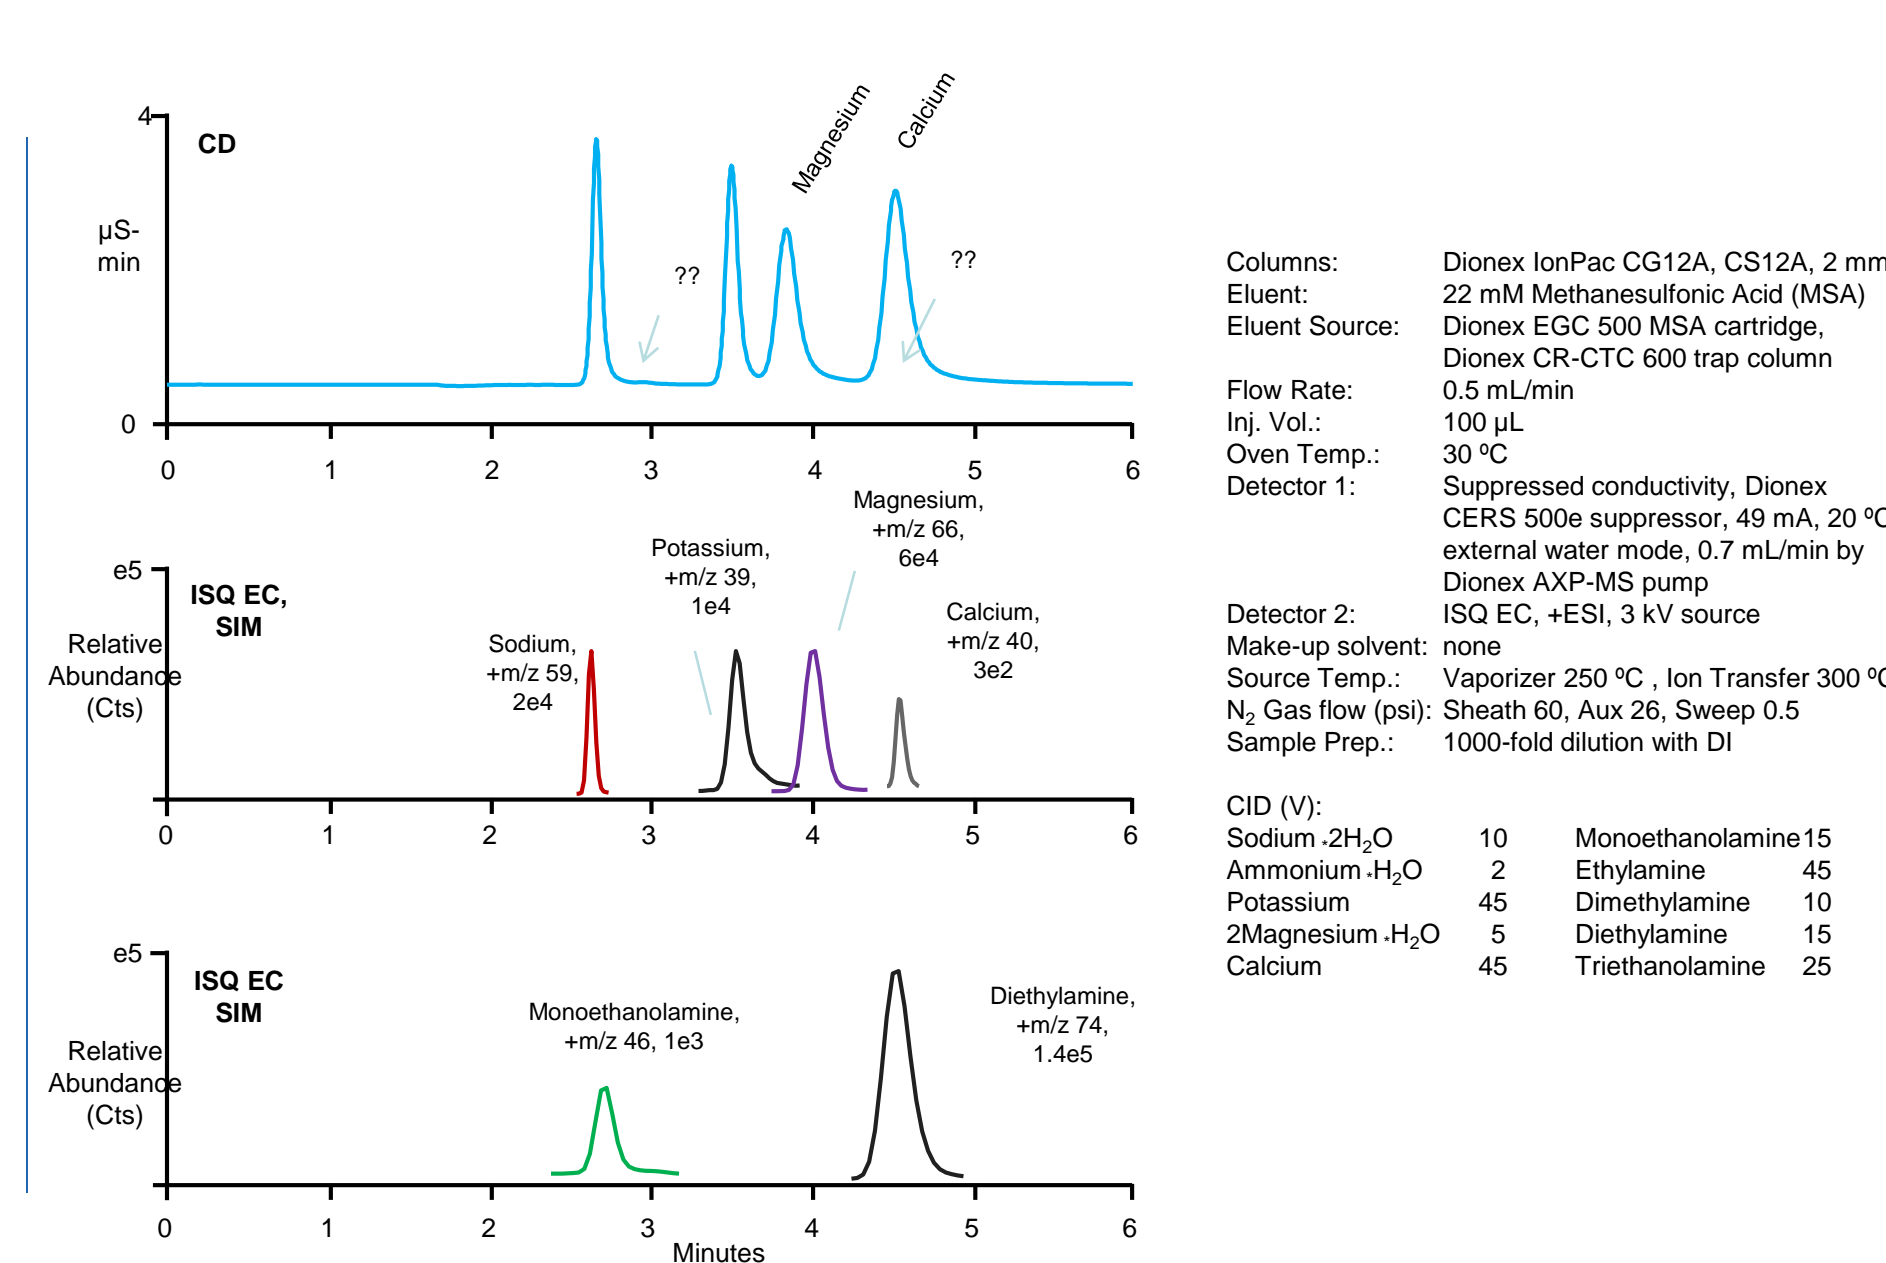 4
CD
Magnesium
Calcium
µS-
min
??
??
0
0 1 2 3 4 5 6
e5
ISQ EC,
SIM
Relative
Abundance
(Cts)
Sodium,
+m/z 59,
2e4
Potassium,
+m/z 39,
1e4
Magnesium,
+m/z 66,
6e4
Calcium,
+m/z 40,
3e2
0 1 2 3 4 5 6
e5
ISQ EC
SIM
Relative
Abundance
(Cts)
Monoethanolamine,
+m/z 46, 1e3
Diethylamine,
+m/z 74,
1.4e5
0 1 2 3 4 5 6
Minutes
Columns: Dionex IonPac CG12A, CS12A, 2 mm
Eluent: 22 mM Methanesulfonic Acid (MSA)
Eluent Source: Dionex EGC 500 MSA cartridge,
Dionex CR-CTC 600 trap column
Flow Rate: 0.5 mL/min
Inj. Vol.: 100 µL
Oven Temp.: 30 ºC
Detector 1: Suppressed conductivity, Dionex
CERS 500e suppressor, 49 mA, 20 ºC
external water mode, 0.7 mL/min by
Dionex AXP-MS pump
Detector 2: ISQ EC, +ESI, 3 kV source
Make-up solvent: none
Source Temp.: Vaporizer 250 ºC , Ion Transfer 300 ºC
N₂ Gas flow (psi): Sheath 60, Aux 26, Sweep 0.5
Sample Prep.: 1000-fold dilution with DI
CID (V):
Sodium *2H₂O 10 Monoethanolamine 15
Ammonium *H₂O 2 Ethylamine 45
Potassium 45 Dimethylamine 10
2Magnesium *H₂O 5 Diethylamine 15
Calcium 45 Triethanolamine 25